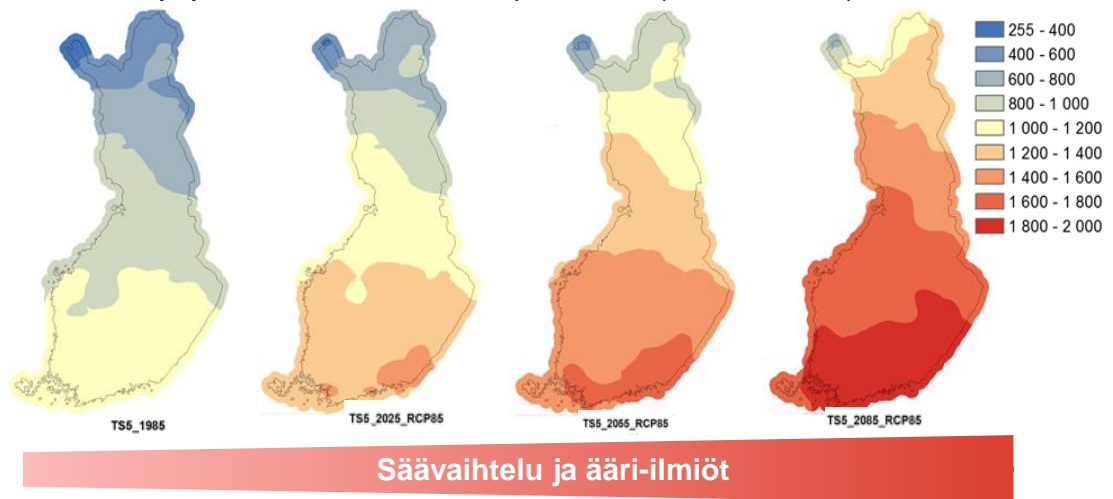 255 - 400
400 - 600
600 - 800
800 - 1 000
1 000 - 1 200
1 200 - 1 400
1 400 - 1 600
1 600 - 1 800
1 800 - 2 000
TS5_1985
TS5_2025_RCP85
TS5_2055_RCP85
TS5_2085_RCP85
Säävaihtelu ja ääri-ilmiöt